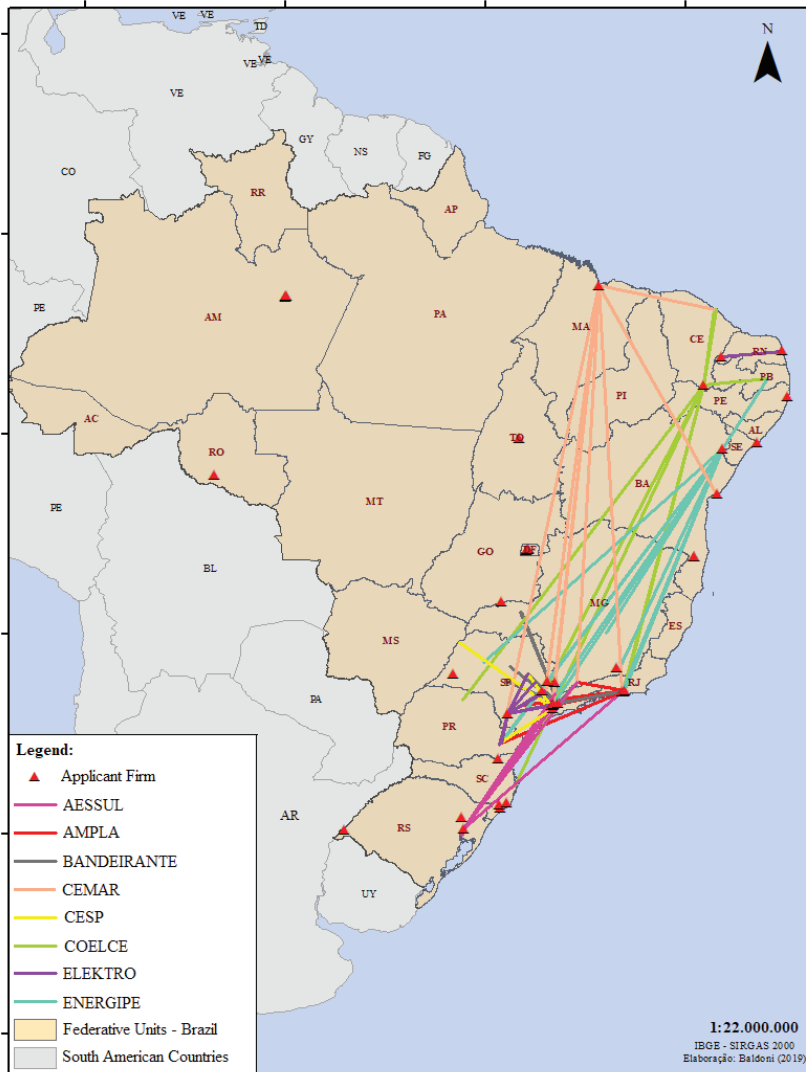 VE
VE
TD
VE
VE
VE
N
GY
NS
FG
CO
RR
AP
PE
AM
PA
MA
CE
RN
PB
PI
PE
AC
AL
TO
SE
RO
BA
MT
PE
GO
DF
BL
MG
ES
MS
SP
RJ
PA
PR
SC
AR
RS
UY
Legend:
Applicant Firm
AESSUL
AMPLA
BANDEIRANTE
CEMAR
CESP
COELCE
ELEKTRO
ENERGIPE
Federative Units - Brazil
South American Countries
1:22.000.000
IBGE - SIRGAS 2000
Elaboração: Baldoni (2019)